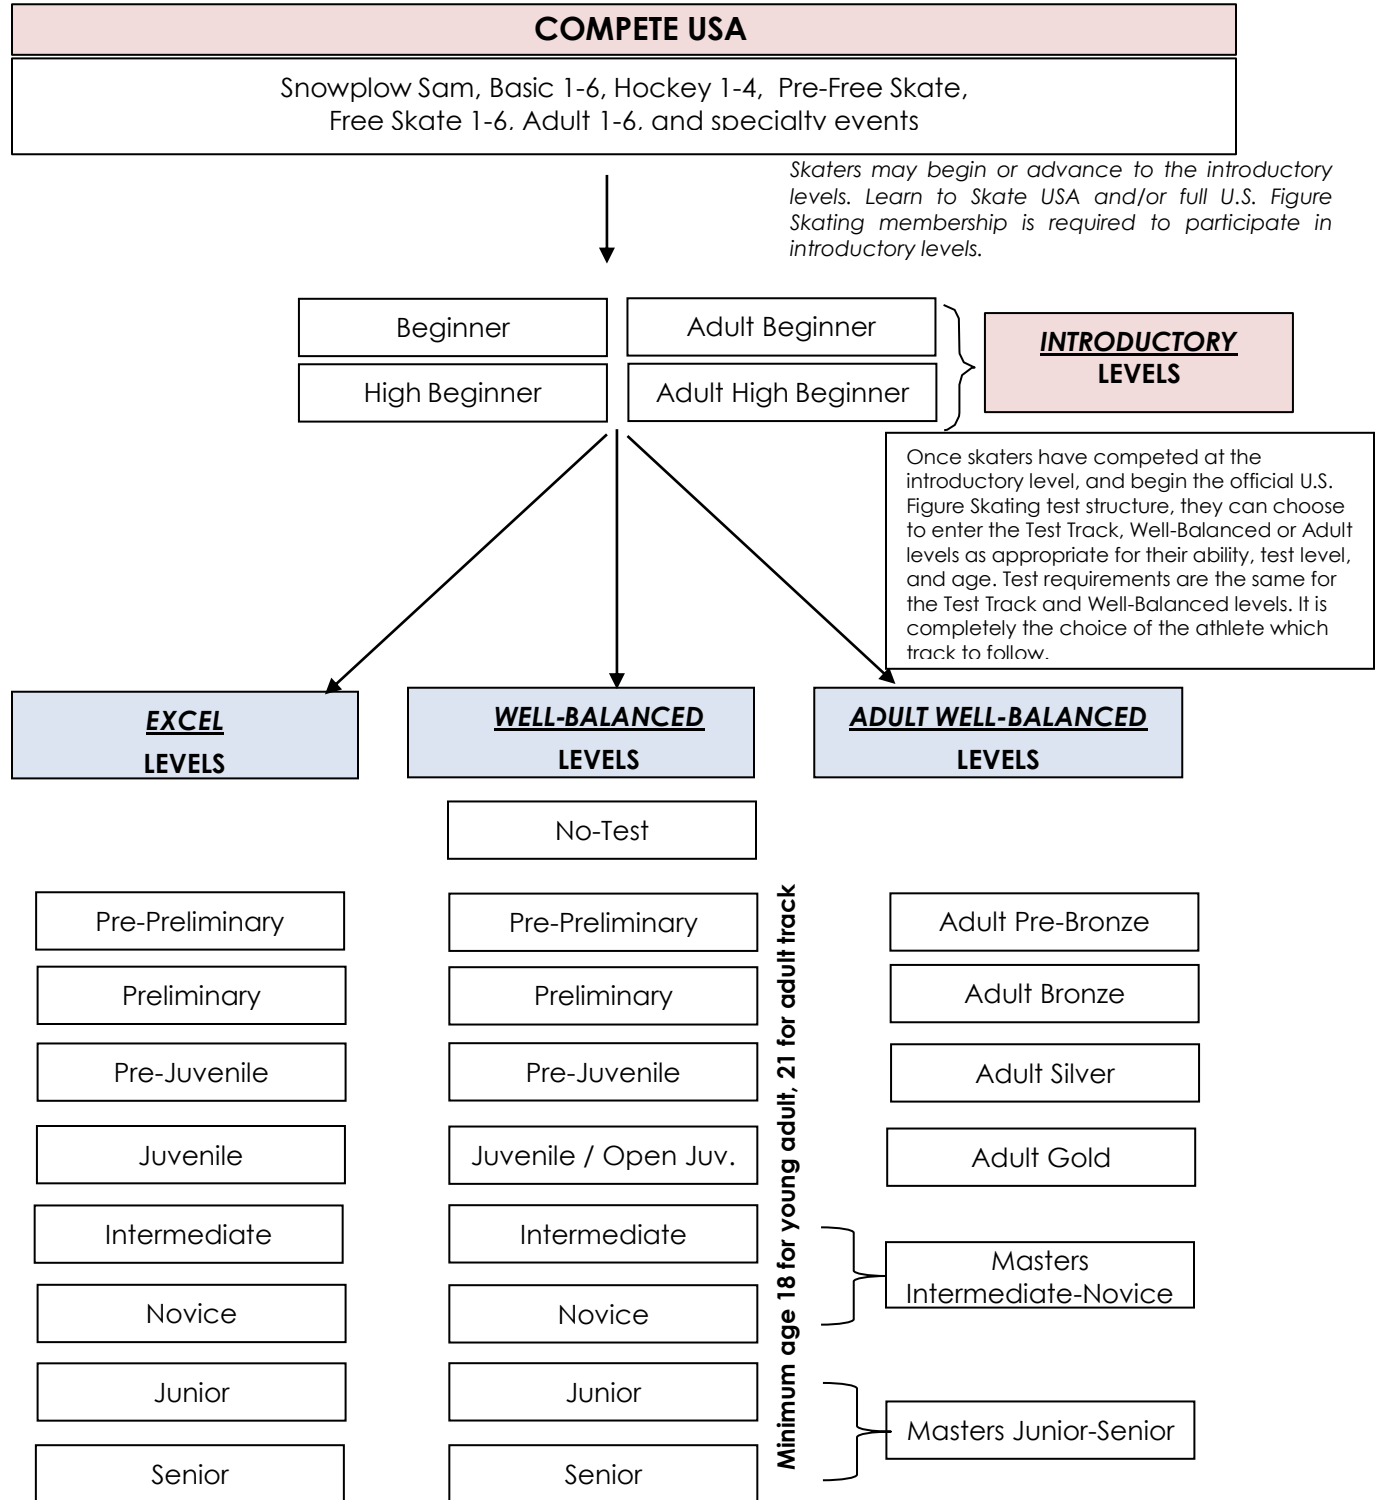 COMPETE USA
Snowplow Sam, Basic 1-6, Hockey 1-4, Pre-Free Skate,
Free Skate 1-6, Adult 1-6, and specialty events
Skaters may begin or advance to the introductory
levels. Learn to Skate USA and/or full U.S. Figure
Skating membership is required to participate in
introductory levels.
Beginner
Adult Beginner
High Beginner
Adult High Beginner
INTRODUCTORY
LEVELS
Once skaters have competed at the
introductory level, and begin the official U.S.
Figure Skating test structure, they can choose
to enter the Test Track, Well-Balanced or Adult
levels as appropriate for their ability, test level,
and age. Test requirements are the same for
the Test Track and Well-Balanced levels. It is
completely the choice of the athlete which
track to follow.
EXCEL
LEVELS
Pre-Preliminary
Preliminary
Pre-Juvenile
Juvenile
Intermediate
Novice
Junior
Senior
WELL-BALANCED
LEVELS
No-Test
Pre-Preliminary
Preliminary
Pre-Juvenile
Juvenile / Open Juv.
Intermediate
Novice
Junior
Senior
Minimum age 18 for young adult, 21 for adult track
ADULT WELL-BALANCED
LEVELS
Adult Pre-Bronze
Adult Bronze
Adult Silver
Adult Gold
Masters
Intermediate-Novice
Masters Junior-Senior